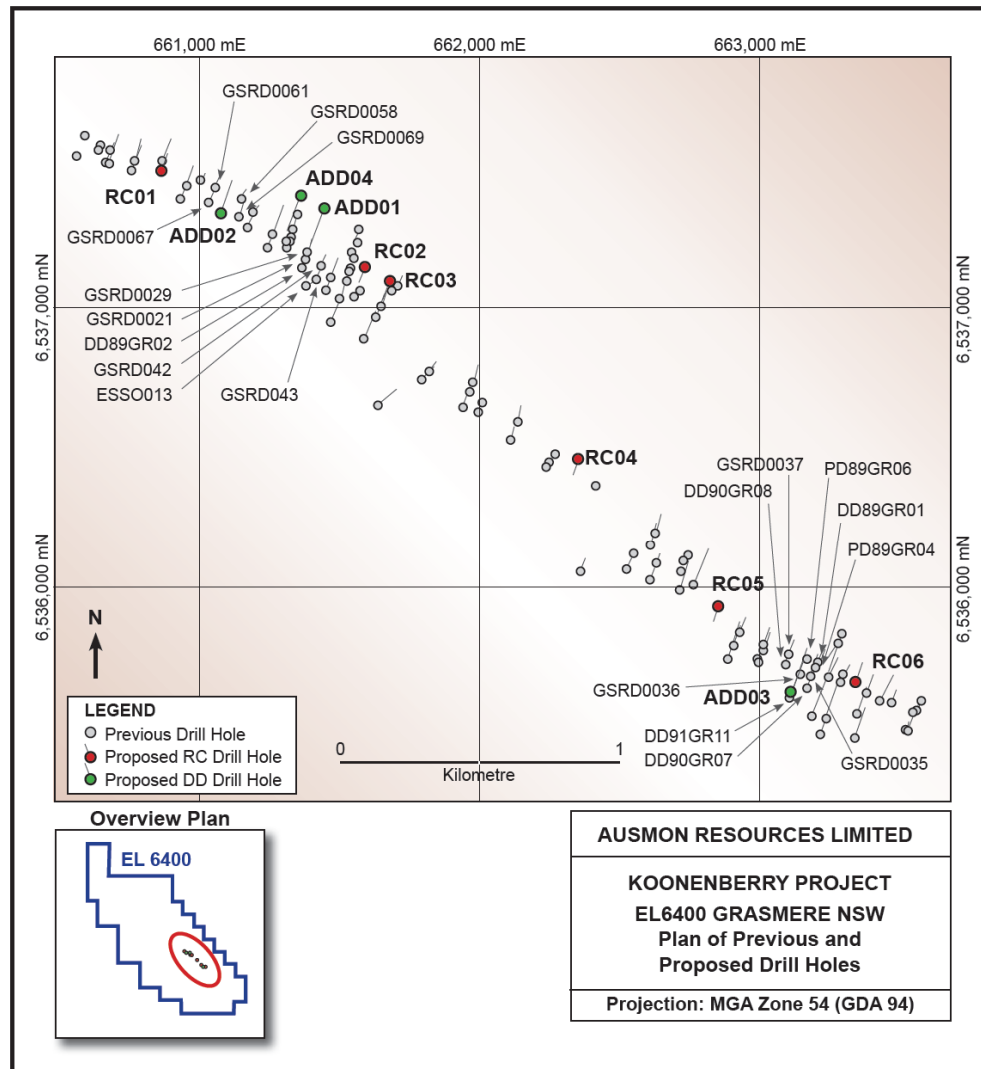 661,000 mE
662,000 mE
663,000 mE
GSRD0061
GSRD0058
GSRD0069
ADD04
ADD01
RC01
GSRD0067
ADD02
RC02
RC03
GSRD0029
GSRD0021
DD89GR02
GSRD042
ESSO013
GSRD043
6,537,000 mN
6,537,000 mN
RC04
GSRD0037
PD89GR06
DD90GR08
DD89GR01
PD89GR04
6,536,000 mN
6,536,000 mN
RC05
N
GSRD0036
ADD03
RC06
DD91GR11
DD90GR07
GSRD0035
LEGEND
Previous Drill Hole
Proposed RC Drill Hole
Proposed DD Drill Hole
0
1
Kilometre
Overview Plan
EL 6400
AUSMON RESOURCES LIMITED
KOONENBERRY PROJECT
EL6400 GRASMERE NSW
Plan of Previous and
Proposed Drill Holes
Projection: MGA Zone 54 (GDA 94)